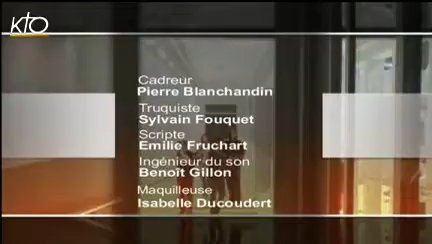 KTO
Cadreur
Pierre Blanchandin
Truquiste
Sylvain Fouquet
Scripte
Emilie Fruchart
Ingénieur du son
Benoît Gillon
Maquilleuse
Isabelle Ducoudert